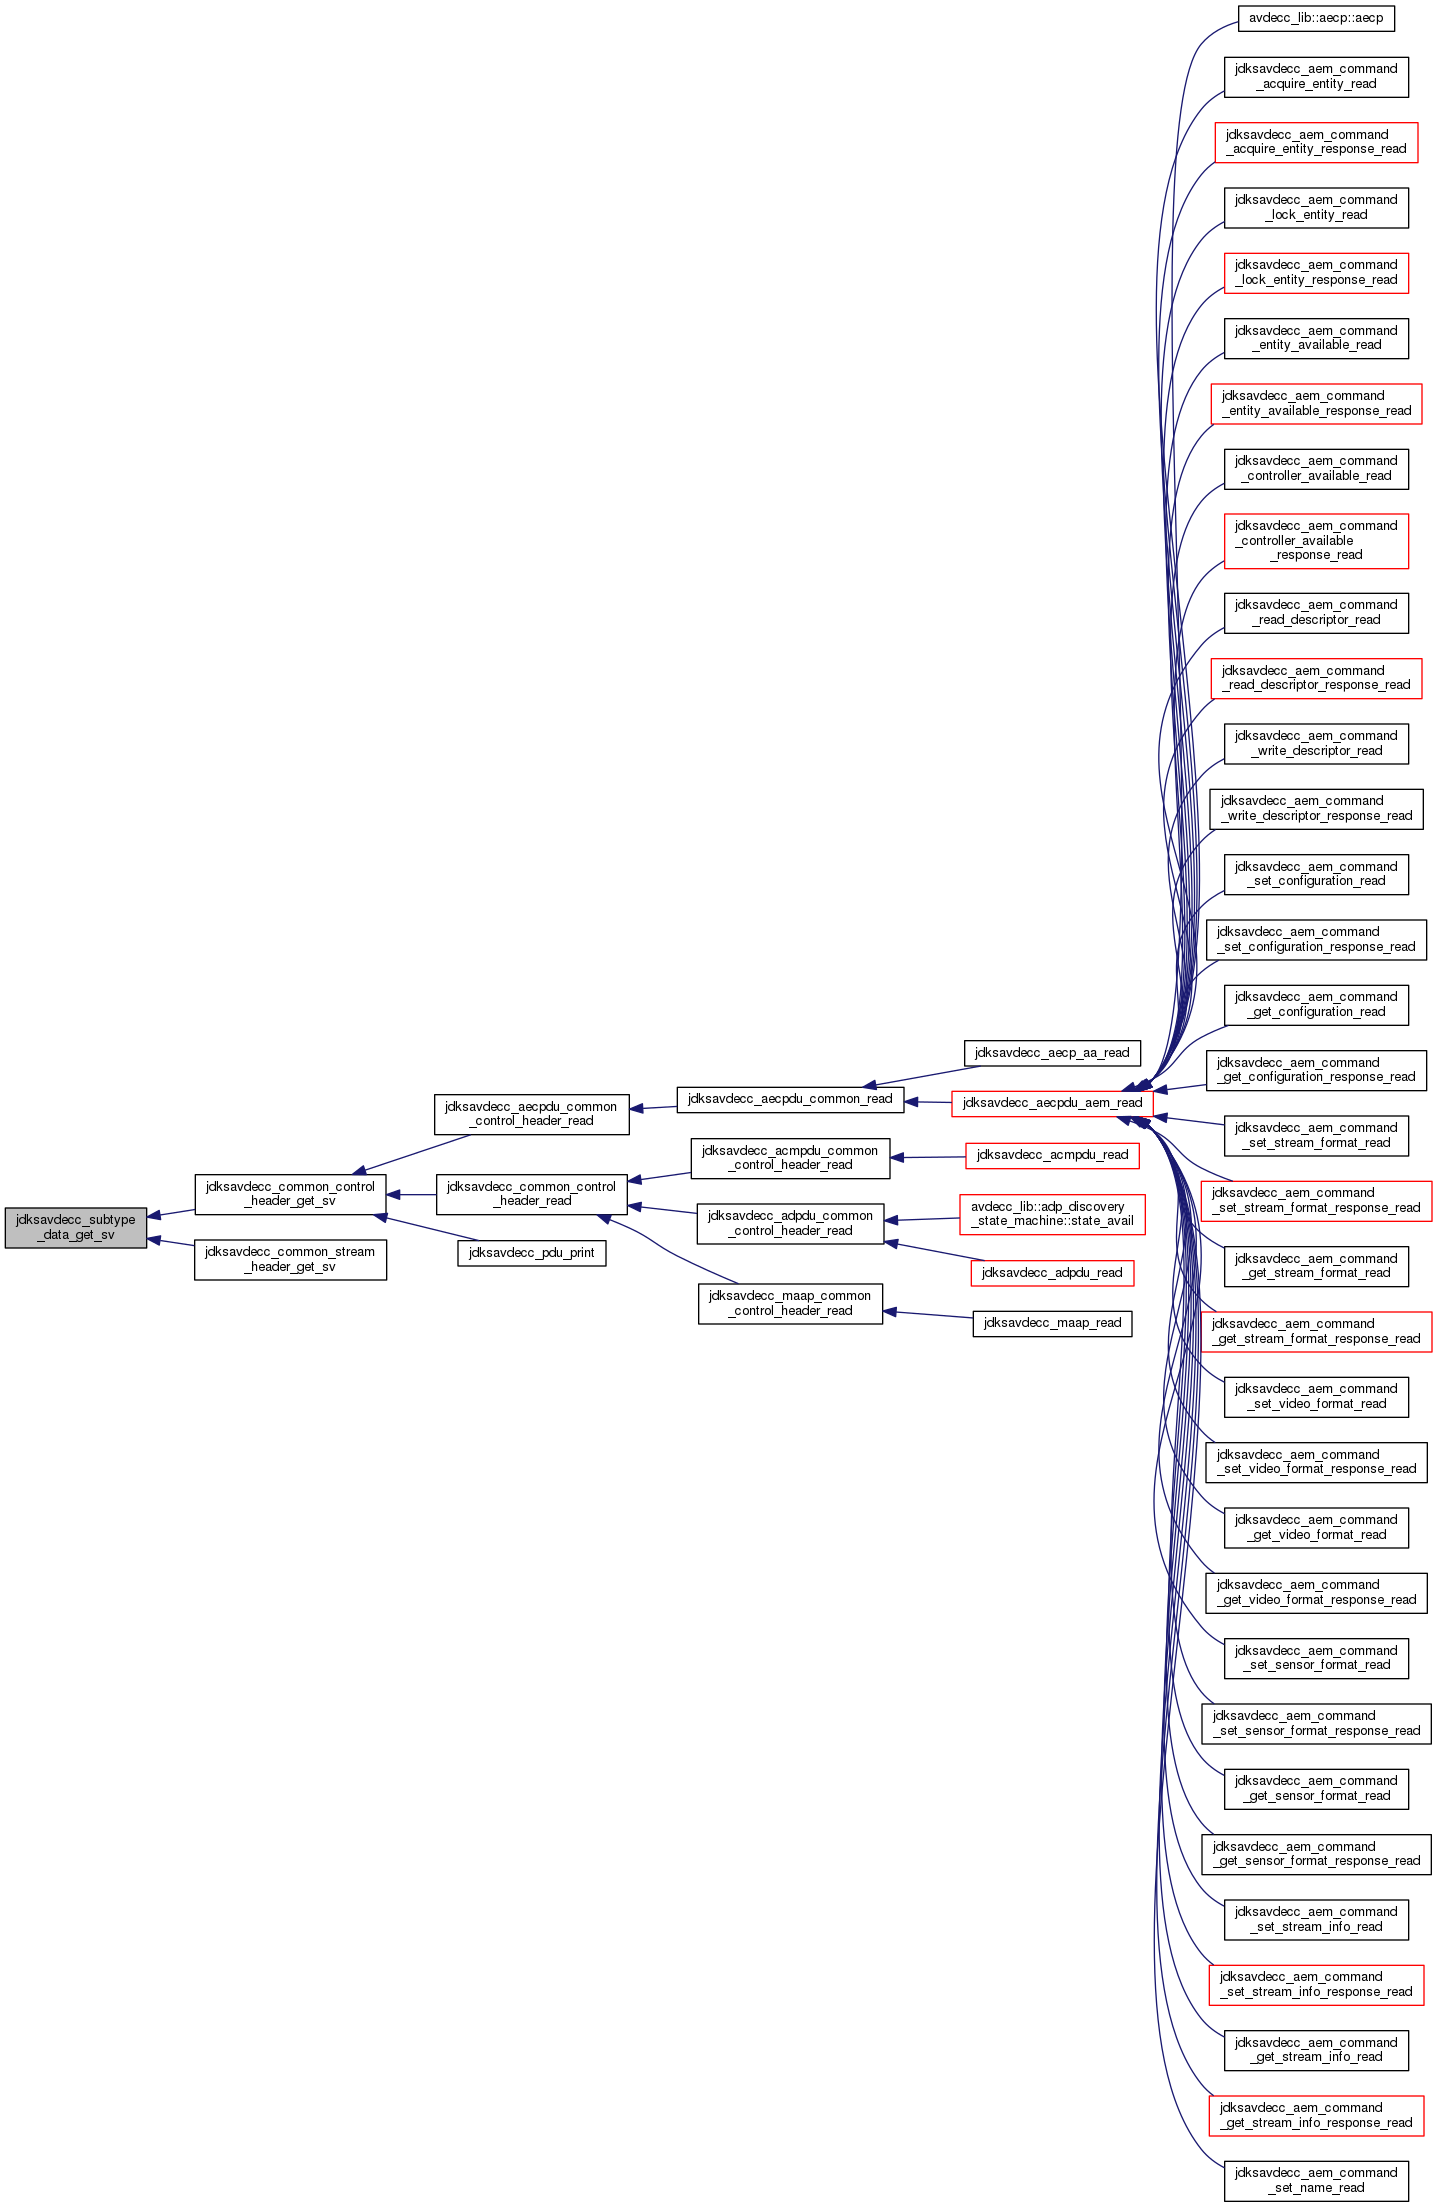 avdecc_lib::aecp::aecp
jdksavdecc_aem_command
_acquire_entity_read
jdksavdecc_aem_command
_acquire_entity_response_read
jdksavdecc_aem_command
_lock_entity_read
jdksavdecc_aem_command
_lock_entity_response_read
jdksavdecc_aem_command
_entity_available_read
jdksavdecc_aem_command
_entity_available_response_read
jdksavdecc_aem_command
_controller_available_read
jdksavdecc_aem_command
_controller_available
_response_read
jdksavdecc_aem_command
_read_descriptor_read
jdksavdecc_aem_command
_read_descriptor_response_read
jdksavdecc_aem_command
_write_descriptor_read
jdksavdecc_aem_command
_write_descriptor_response_read
jdksavdecc_aem_command
_set_configuration_read
jdksavdecc_aem_command
_set_configuration_response_read
jdksavdecc_aem_command
_get_configuration_read
jdksavdecc_aem_command
_get_configuration_response_read
jdksavdecc_aem_command
_set_stream_format_read
jdksavdecc_aem_command
_set_stream_format_response_read
jdksavdecc_aem_command
_get_stream_format_read
jdksavdecc_aem_command
_get_stream_format_response_read
jdksavdecc_aem_command
_set_video_format_read
jdksavdecc_aem_command
_set_video_format_response_read
jdksavdecc_aem_command
_get_video_format_read
jdksavdecc_aem_command
_get_video_format_response_read
jdksavdecc_aem_command
_set_sensor_format_read
jdksavdecc_aem_command
_set_sensor_format_response_read
jdksavdecc_aem_command
_get_sensor_format_read
jdksavdecc_aem_command
_get_sensor_format_response_read
jdksavdecc_aem_command
_set_stream_info_read
jdksavdecc_aem_command
_set_stream_info_response_read
jdksavdecc_aem_command
_get_stream_info_read
jdksavdecc_aem_command
_get_stream_info_response_read
jdksavdecc_aem_command
_set_name_read
jdksavdecc_aecp_aa_read
jdksavdecc_aecpdu_aem_read
jdksavdecc_acmpdu_read
avdecc_lib::adp_discovery
_state_machine::state_avail
jdksavdecc_adpdu_read
jdksavdecc_maap_read
jdksavdecc_aecpdu_common_read
jdksavdecc_acmpdu_common
_control_header_read
jdksavdecc_adpdu_common
_control_header_read
jdksavdecc_maap_common
_control_header_read
jdksavdecc_aecpdu_common
_control_header_read
jdksavdecc_common_control
_header_read
jdksavdecc_pdu_print
jdksavdecc_common_control
_header_get_sv
jdksavdecc_common_stream
_header_get_sv
jdksavdecc_subtype
_data_get_sv